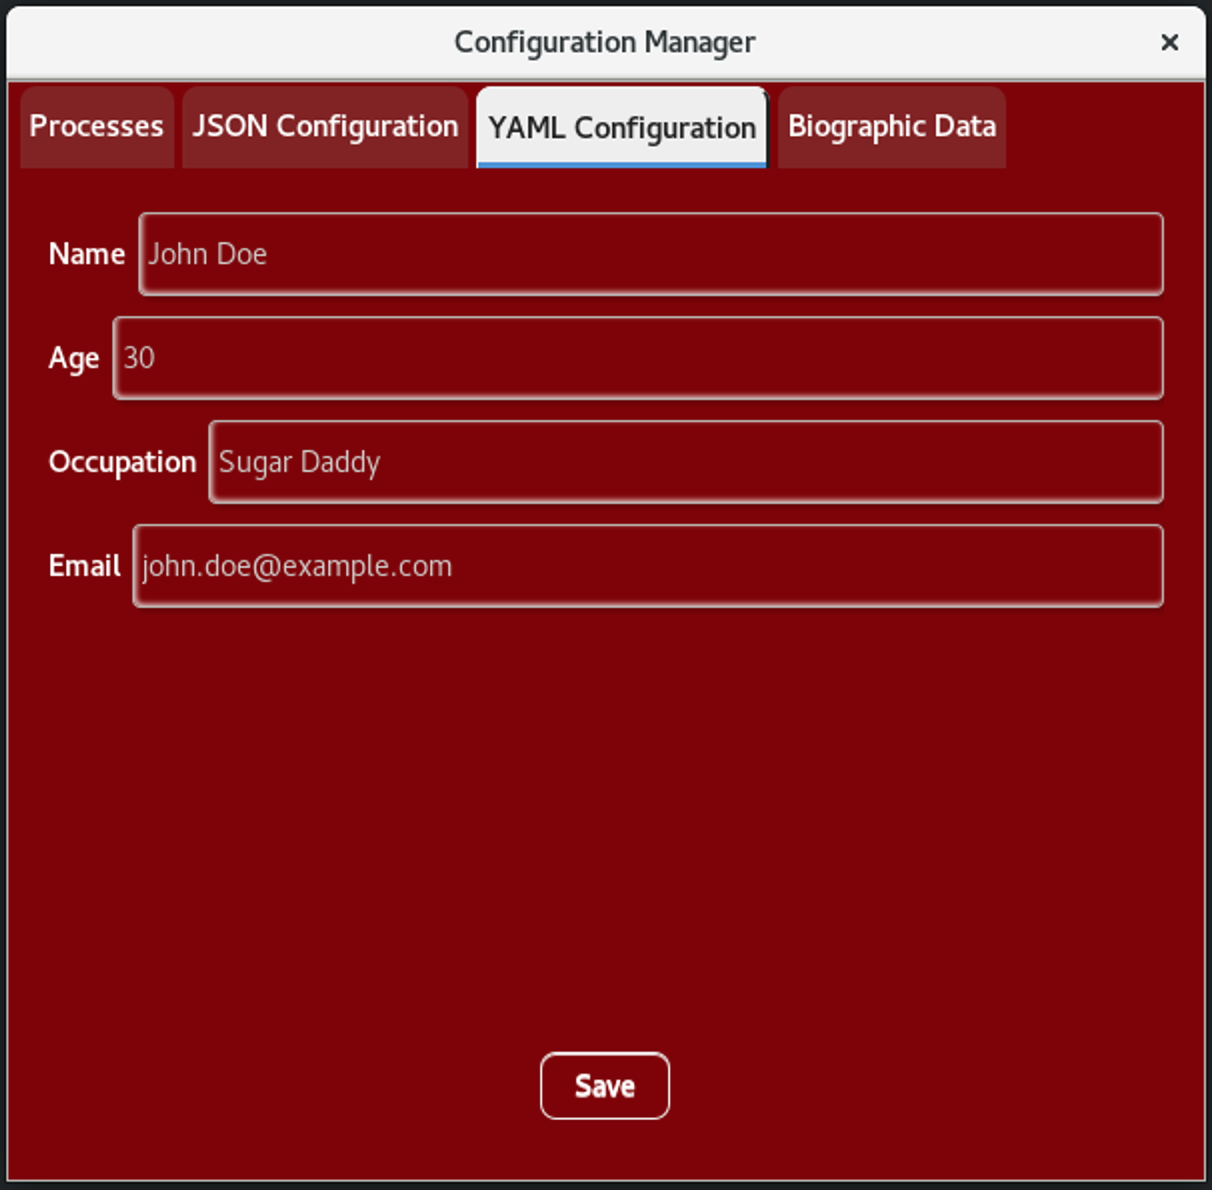 Configuration Manager ×
Processes JSON Configuration YAML Configuration Biographic Data
Name John Doe
Age 30
Occupation Sugar Daddy
Email john.doe@example.com
Save